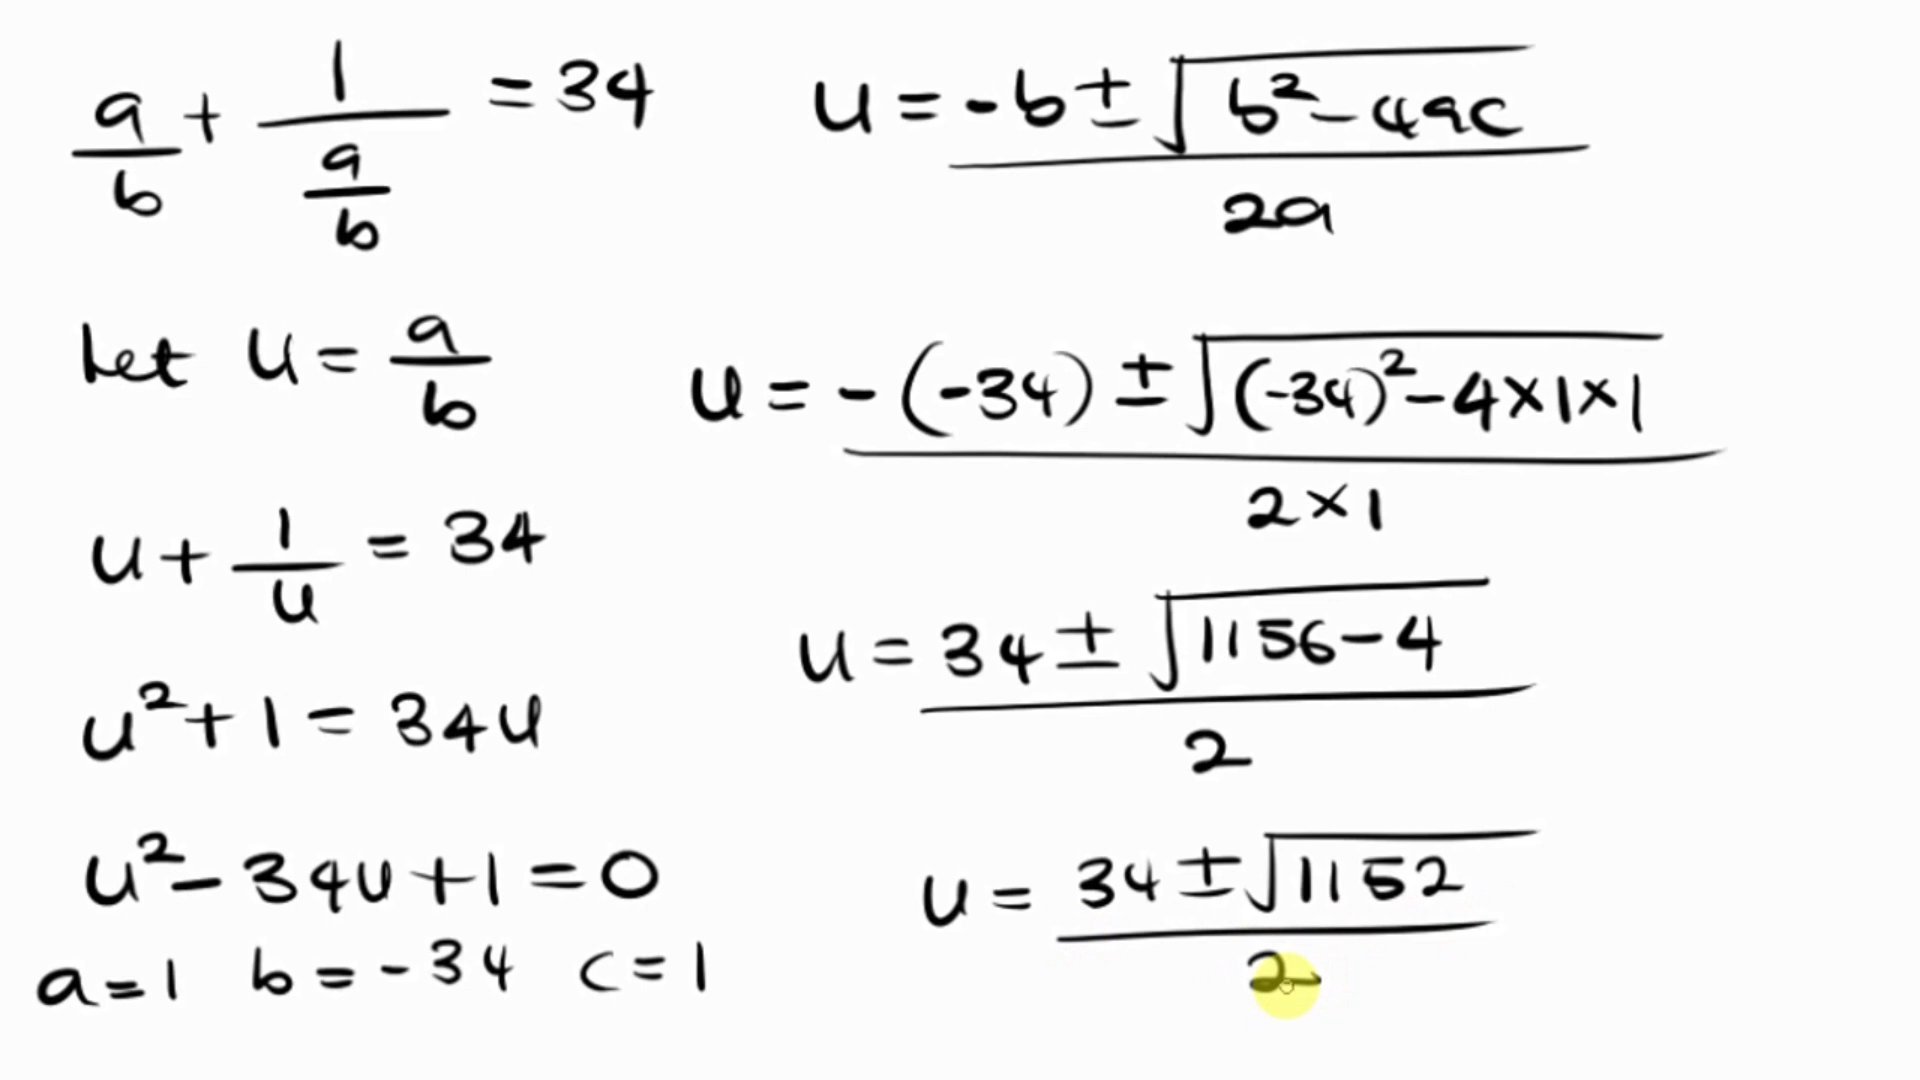 a/b + 1/(a/b) = 34
let u = a/b
u + 1/u = 34
u² + 1 = 34u
u² - 34u + 1 = 0
a = 1 b = -34 c = 1
u = (-b ± √(b² - 4ac))/2a
u = (-(-34) ± √((-34)² - 4×1×1))/(2×1)
u = (34 ± √(1156 - 4))/2
u = (34 ± √1152)/2